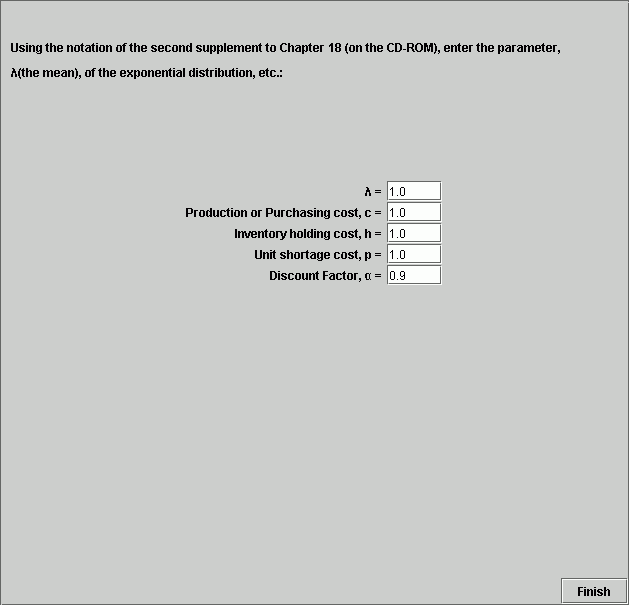 Using the notation of the second supplement to Chapter 18 (on the CD-ROM), enter the parameter,
λ(the mean), of the exponential distribution, etc.:
λ = 1.0
Production or Purchasing cost, c = 1.0
Inventory holding cost, h = 1.0
Unit shortage cost, p = 1.0
Discount Factor, α = 0.9
Finish